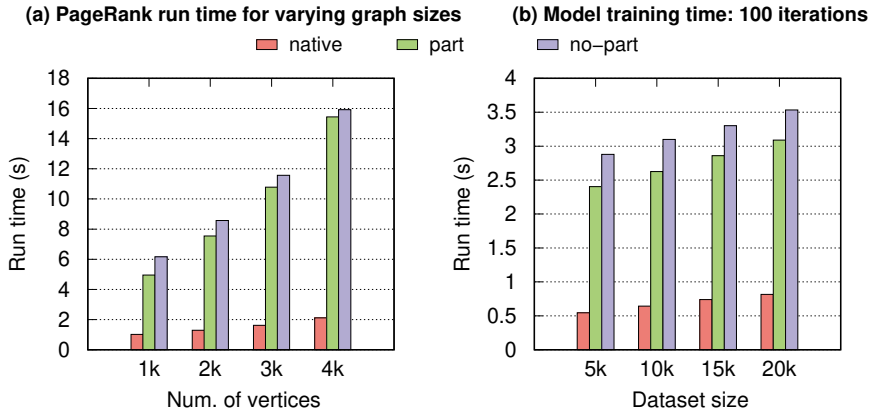 (a) PageRank run time for varying graph sizes
(b) Model training time: 100 iterations
native part no−part
Run time (s)
18
16
14
12
10
8
6
4
2
0
1k 2k 3k 4k
Num. of vertices
Run time (s)
4
3.5
3
2.5
2
1.5
1
0.5
0
5k 10k 15k 20k
Dataset size